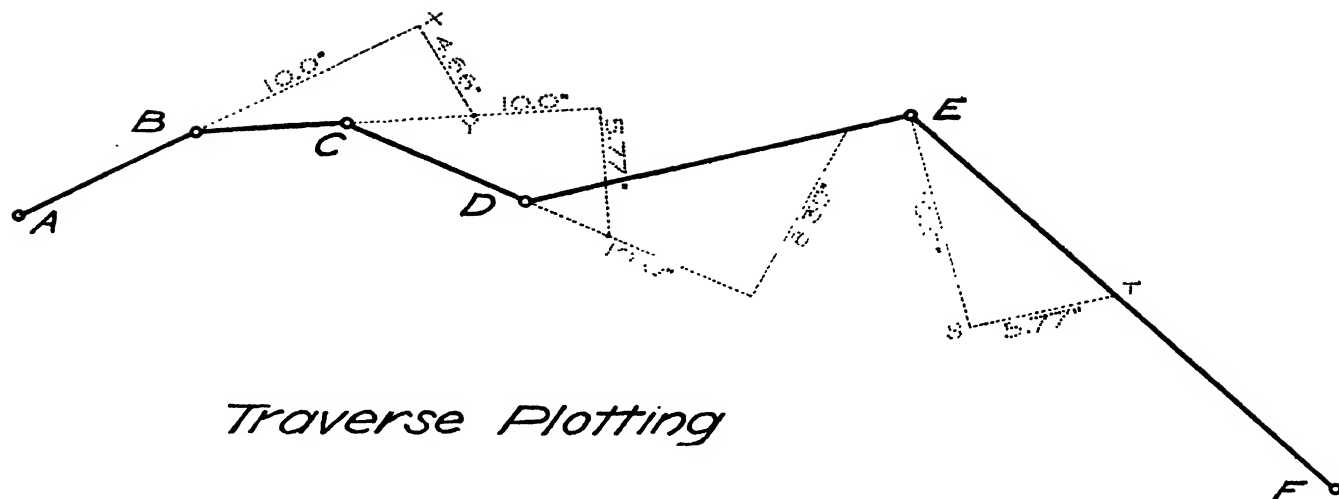 X
10.0"
4.66"
B
C
Y
10.0"
5.77"
E
A
D
T
S
5.77"
Traverse Plotting
F